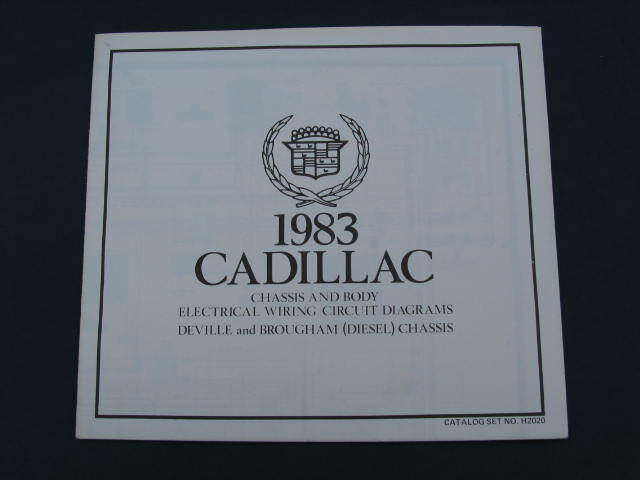 1983
CADILLAC
CHASSIS AND BODY
ELECTRICAL WIRING CIRCUIT DIAGRAMS
DEVILLE and BROUGHAM (DIESEL) CHASSIS
CATALOG SET NO. H2020